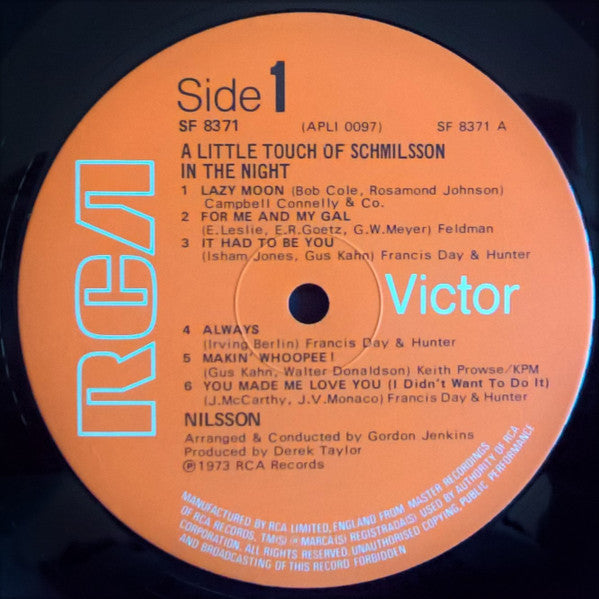 Side 1
SF 8371 (APLI 0097) SF 8371 A
A LITTLE TOUCH OF SCHMILSSON
IN THE NIGHT
1 LAZY MOON (Bob Cole, Rosamond Johnson)
Campbell Connelly & Co.
2 FOR ME AND MY GAL
(E.Leslie, E.R.Goetz, G.W.Meyer) Feldman
3 IT HAD TO BE YOU
(Isham Jones, Gus Kahn) Francis Day & Hunter
RCA
Victor
4 ALWAYS
(Irving Berlin) Francis Day & Hunter
5 MAKIN' WHOOPEE!
(Gus Kahn, Walter Donaldson) Keith Prowse/KPM
6 YOU MADE ME LOVE YOU (I Didn't Want To Do It)
(J.McCarthy, J.V.Monaco) Francis Day & Hunter
NILSSON
Arranged & Conducted by Gordon Jenkins
Produced by Derek Taylor
℗1973 RCA Records
MANUFACTURED BY RCA LIMITED, ENGLAND FROM MASTER RECORDINGS
OF RCA RECORDS. TM(S) ® MARCA(S) REGISTRADA(S) USED BY AUTHORITY OF RCA
CORPORATION. ALL RIGHTS RESERVED. UNAUTHORISED COPYING, PUBLIC PERFORMANCE
AND BROADCASTING OF THIS RECORD FORBIDDEN